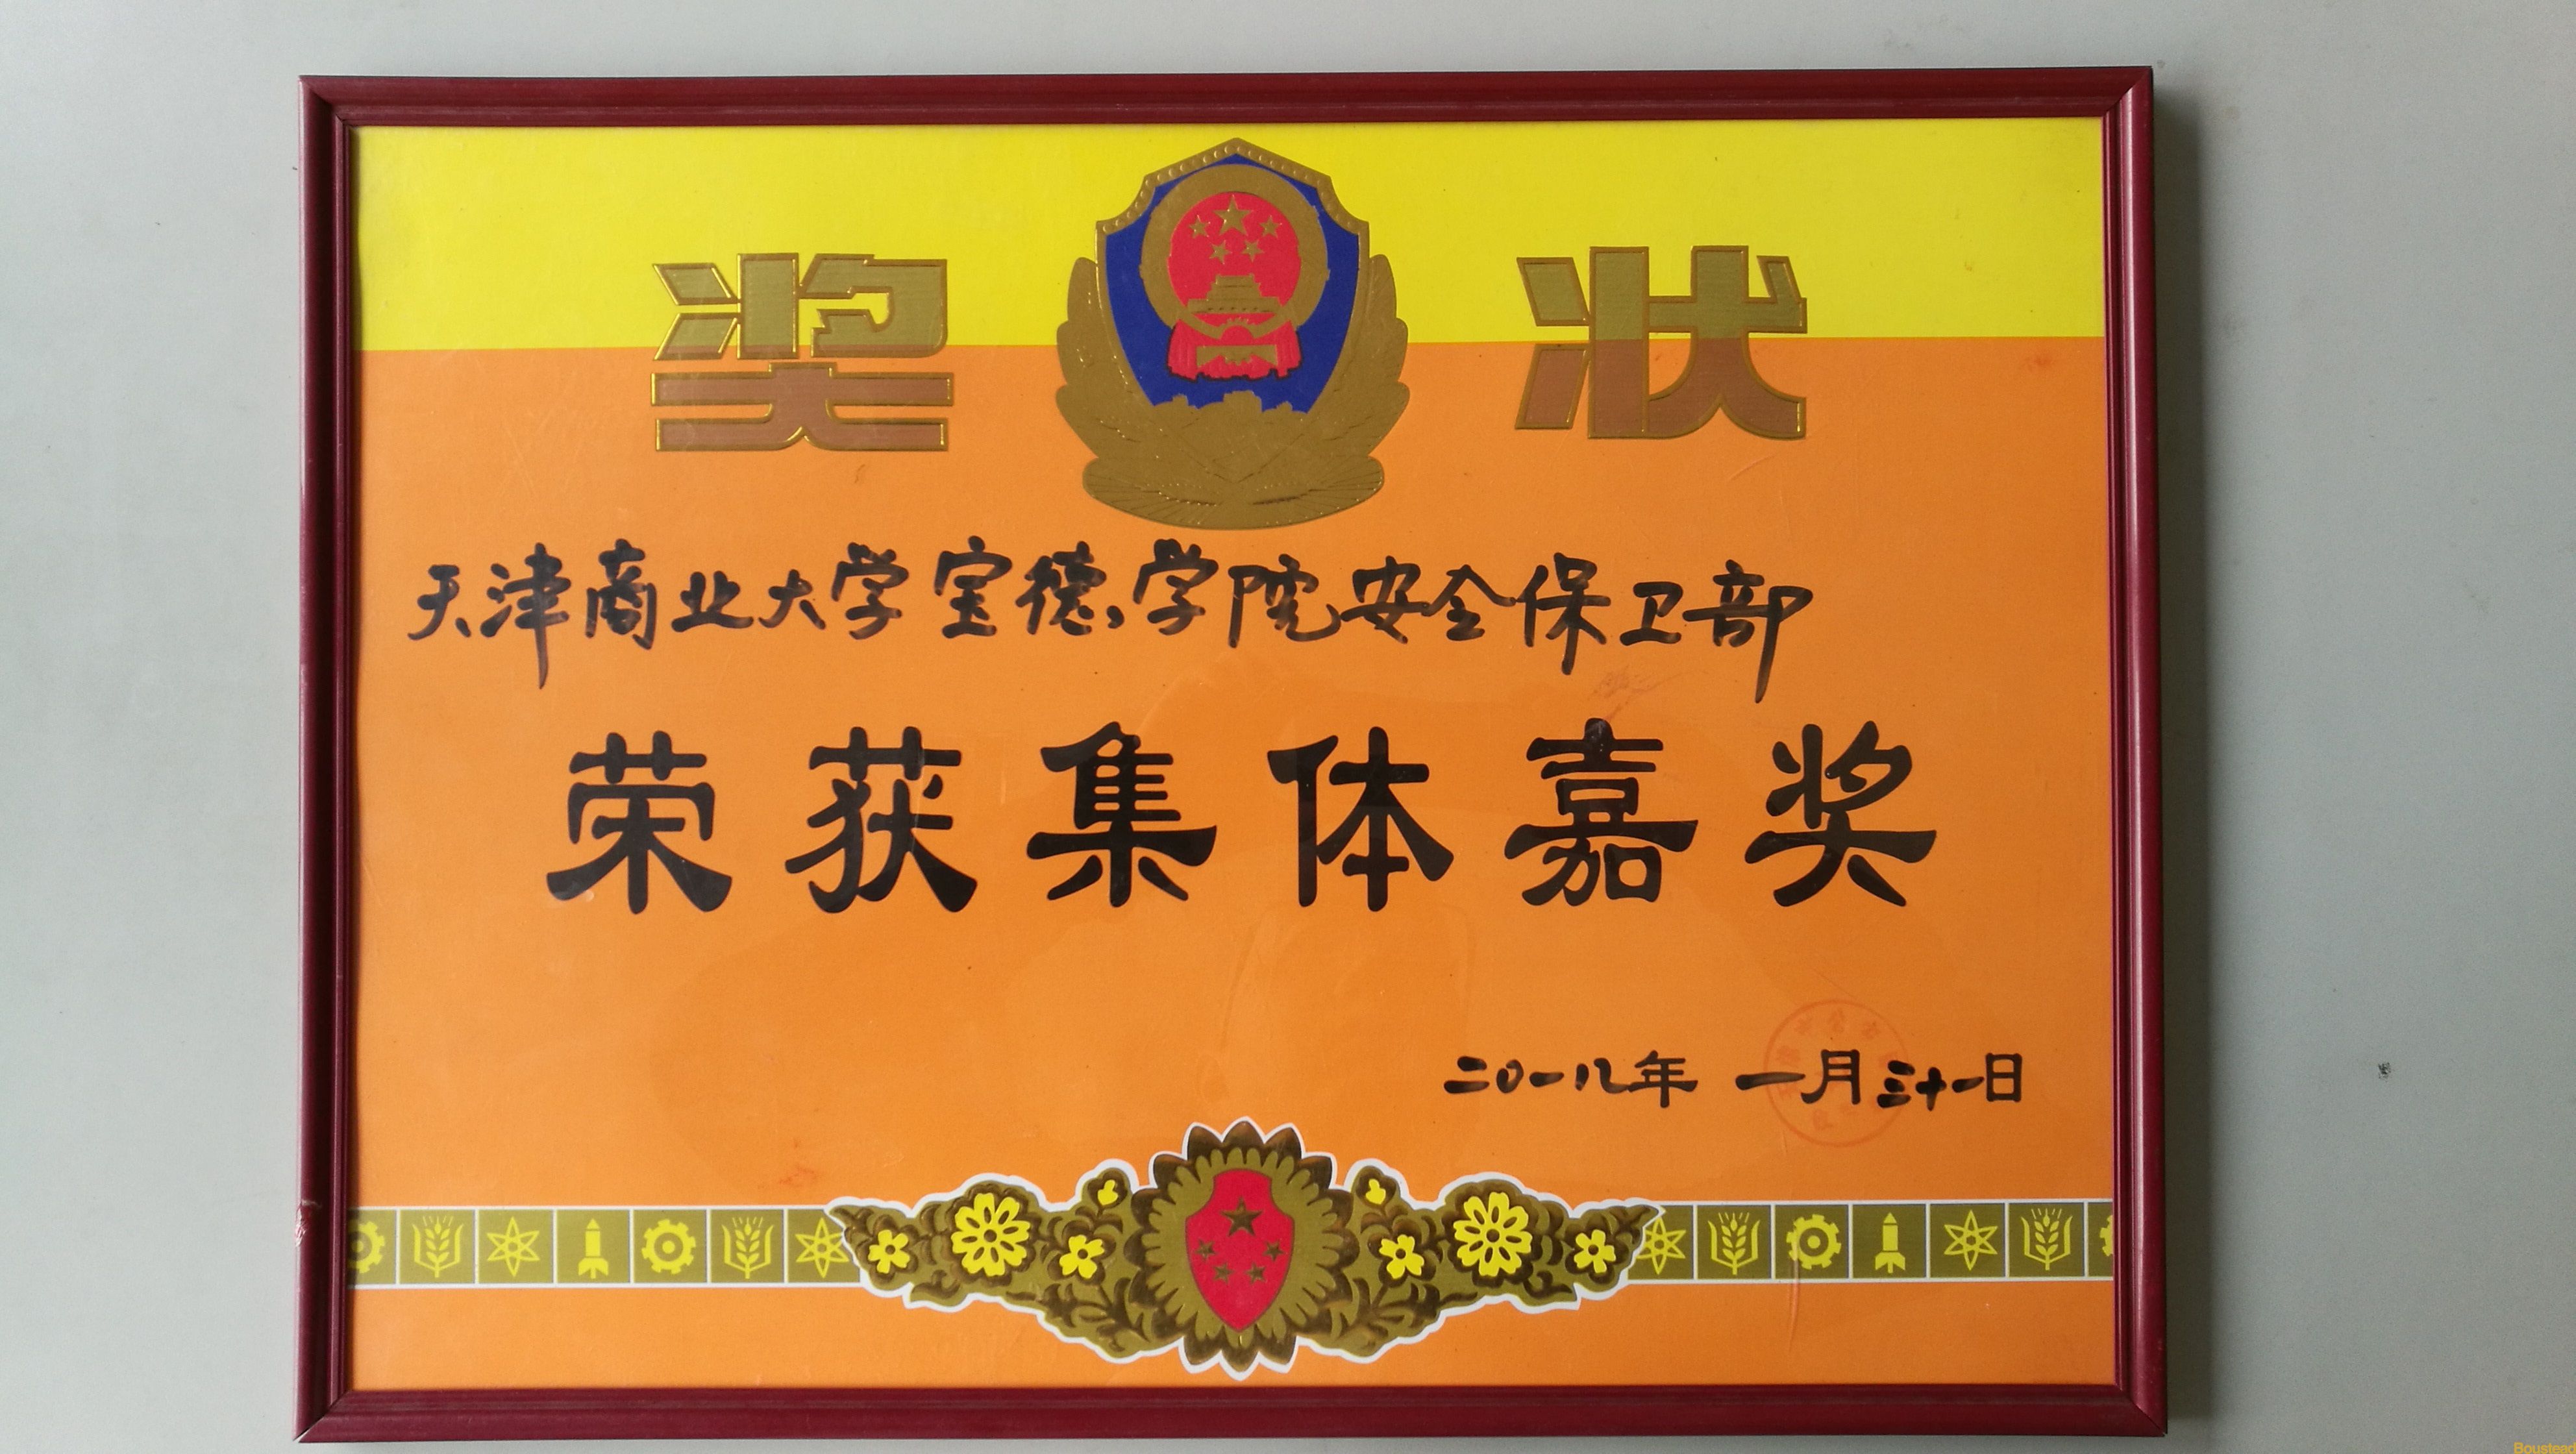 奖状
天津商业大学宝德学院安全保卫部
荣获集体嘉奖
二〇一八年 一月三十一日
Boustead